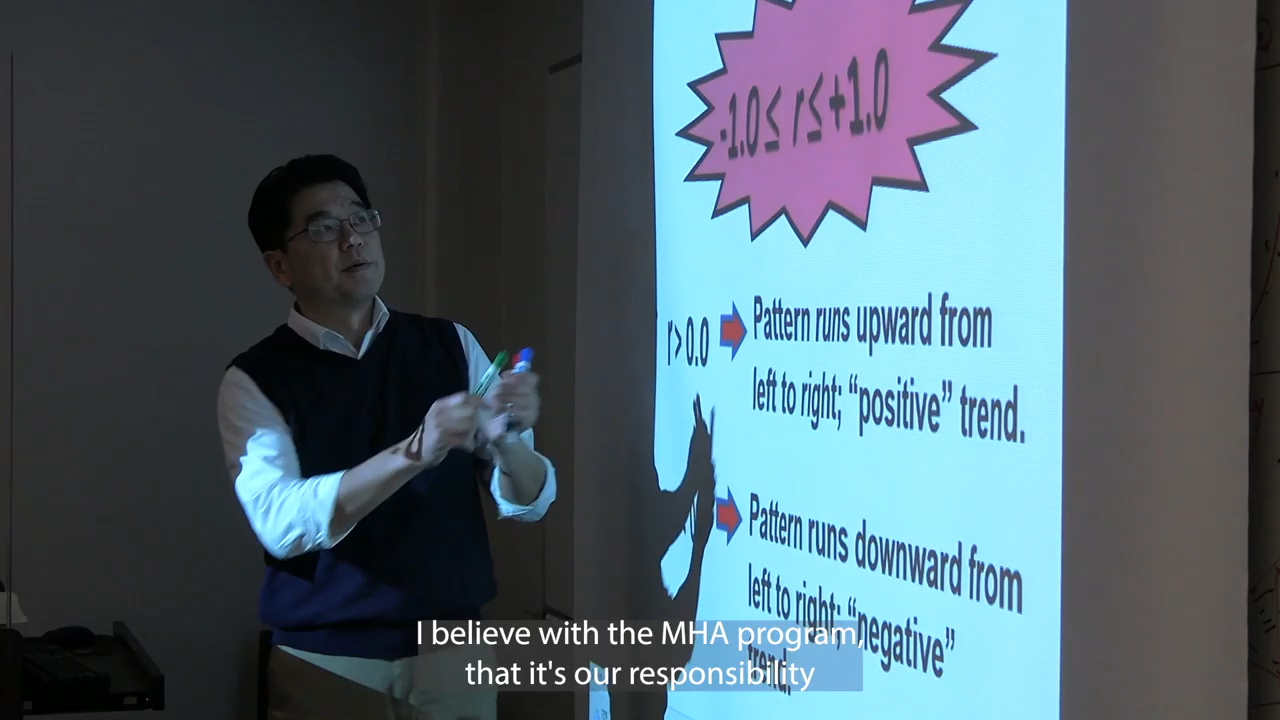 -1.0≤ r≤ +1.0
r> 0.0
Pattern runs upward from
left to right; “positive” trend.
Pattern runs downward from
left to right; “negative”
trend.
I believe with the MHA program,
that it's our responsibility